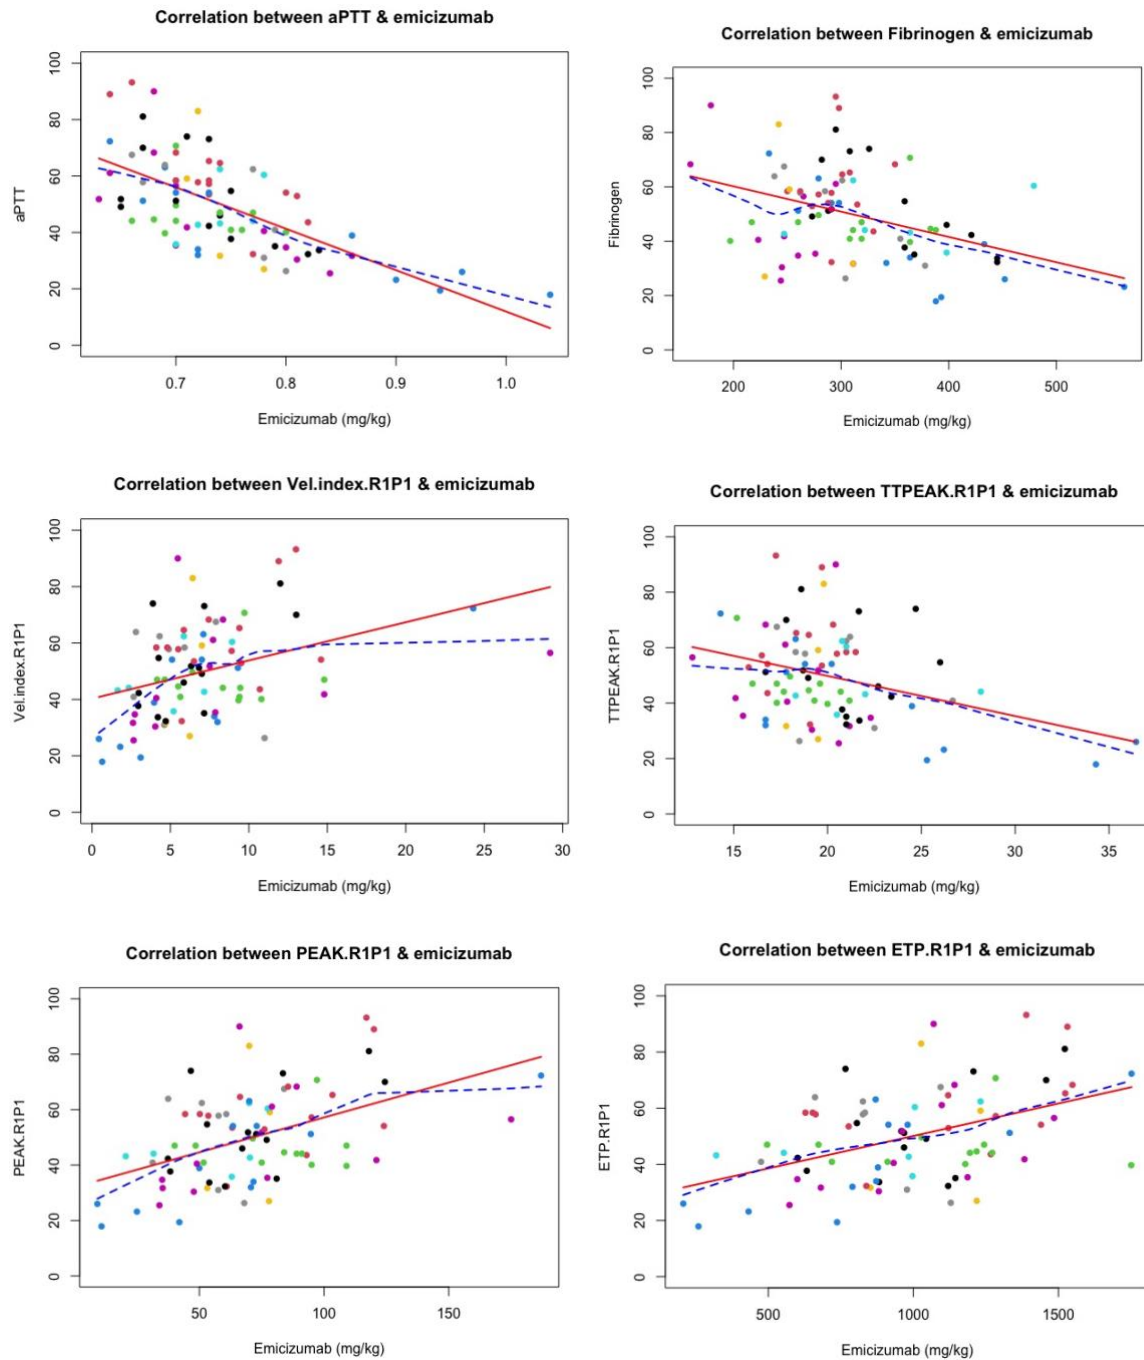 Correlation between aPTT & emicizumab
aPTT
0 20 40 60 80 100
0.7 0.8 0.9 1.0
Emicizumab (mg/kg)
Correlation between Fibrinogen & emicizumab
Fibrinogen
0 20 40 60 80 100
200 300 400 500
Emicizumab (mg/kg)
Correlation between Vel.index.R1P1 & emicizumab
Vel.index.R1P1
0 20 40 60 80 100
0 5 10 15 20 25 30
Emicizumab (mg/kg)
Correlation between TTPEAK.R1P1 & emicizumab
TTPEAK.R1P1
0 20 40 60 80 100
15 20 25 30 35
Emicizumab (mg/kg)
Correlation between PEAK.R1P1 & emicizumab
PEAK.R1P1
0 20 40 60 80 100
50 100 150
Emicizumab (mg/kg)
Correlation between ETP.R1P1 & emicizumab
ETP.R1P1
0 20 40 60 80 100
500 1000 1500
Emicizumab (mg/kg)